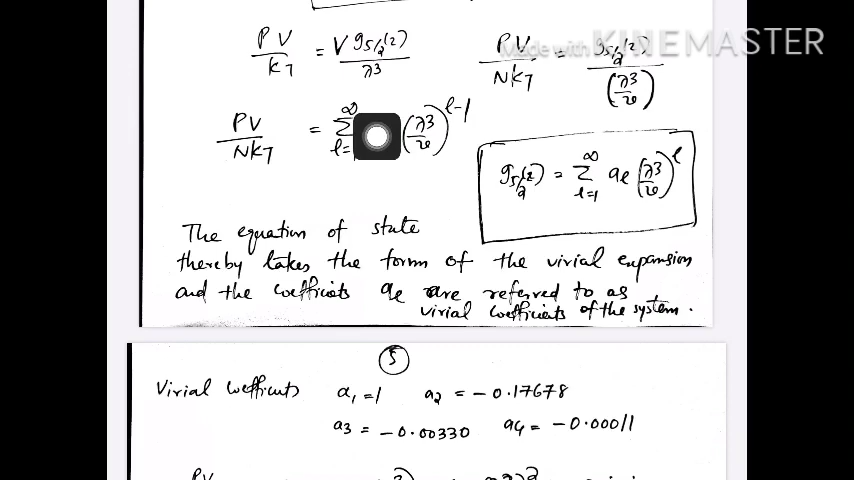 PV/kT = V g5/2(z)/λ3 PV/NkT = g5/2(z)/(λ3/v)
Made with KINEMASTER
PV/NkT = ∞ Σ l= (λ3/v)^l-1
g5/2(z) = ∞ Σ l=1 al (λ3/v)^l
The equation of state
thereby takes the form of the virial expansion
and the coefficients al are referred to as
virial coefficients of the system.
5
Virial coefficients a1 = 1 a2 = -0.17678
a3 = -0.00330 a4 = -0.00011
PV